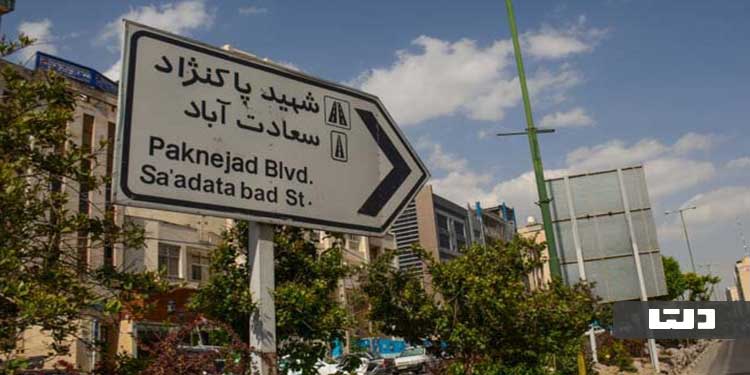 شهید پاکنژاد
سعادت آباد
Paknejad Blvd.
Sa'adata bad St.
دلتا